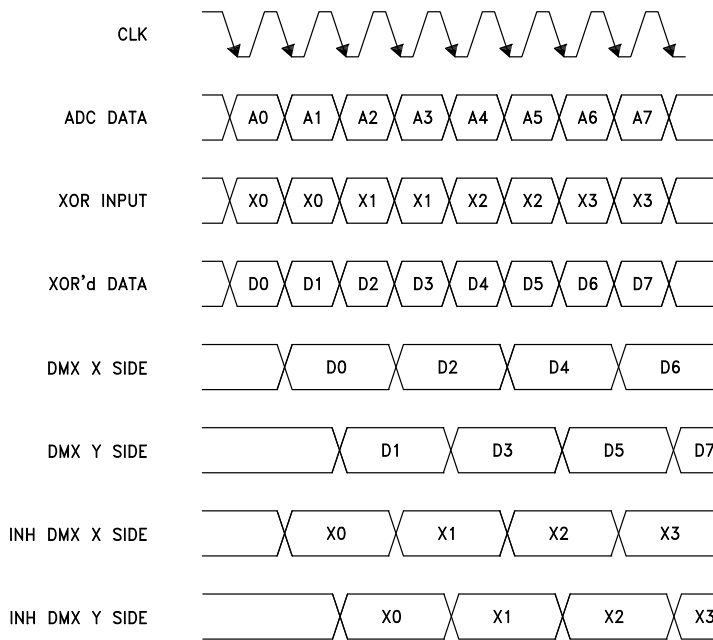 CLK
ADC DATA A0 A1 A2 A3 A4 A5 A6 A7
XOR INPUT X0 X0 X1 X1 X2 X2 X3 X3
XOR'd DATA D0 D1 D2 D3 D4 D5 D6 D7
DMX X SIDE D0 D2 D4 D6
DMX Y SIDE D1 D3 D5 D7
INH DMX X SIDE X0 X1 X2 X3
INH DMX Y SIDE X0 X1 X2 X3